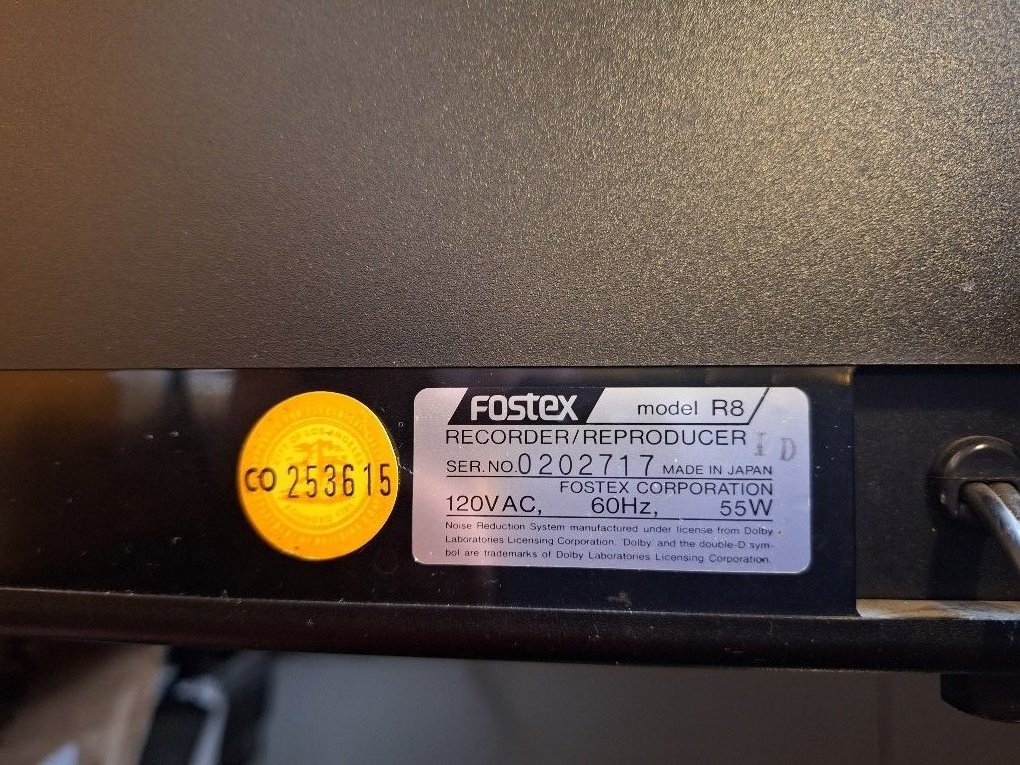 CO 253615
FOSTEX model R8
RECORDER/REPRODUCER I D
SER. NO. 0202717 MADE IN JAPAN
FOSTEX CORPORATION
120V AC, 60Hz, 55W
Noise Reduction System manufactured under license from Dolby
Laboratories Licensing Corporation. 'Dolby' and the double-D sym-
bol are trademarks of Dolby Laboratories Licensing Corporation.